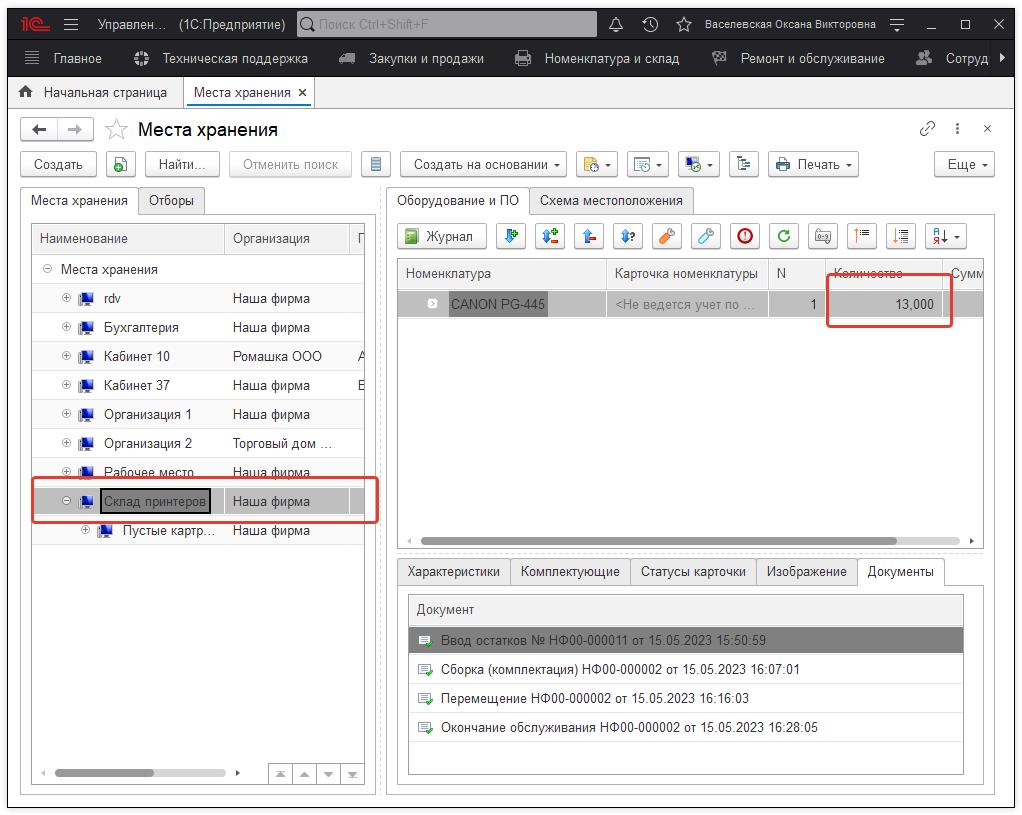 1С Управлен... (1С:Предприятие) Поиск Ctrl+Shift+F Васелевская Оксана Викторовна
Главное Техническая поддержка Закупки и продажи Номенклатура и склад Ремонт и обслуживание Сотруд
Начальная страница Места хранения ×
Места хранения
Создать Найти... Отменить поиск Создать на основании Печать Еще
Места хранения Отборы
Наименование Организация
Места хранения
rdv Наша фирма
Бухгалтерия Наша фирма
Кабинет 10 Ромашка ООО
Кабинет 37 Наша фирма
Организация 1 Наша фирма
Организация 2 Торговый дом ...
Рабочее место Наша фирма
Склад принтеров Наша фирма
Пустые картр... Наша фирма
Оборудование и ПО Схема местоположения
Журнал
Номенклатура Карточка номенклатуры N Количество Сумм
CANON PG-445 <Не ведется учет по ... 1 13,000
Характеристики Комплектующие Статусы карточки Изображение Документы
Документ
Ввод остатков № НФ00-000011 от 15.05.2023 15:50:59
Сборка (комплектация) НФ00-000002 от 15.05.2023 16:07:01
Перемещение НФ00-000002 от 15.05.2023 16:16:03
Окончание обслуживания НФ00-000002 от 15.05.2023 16:28:05